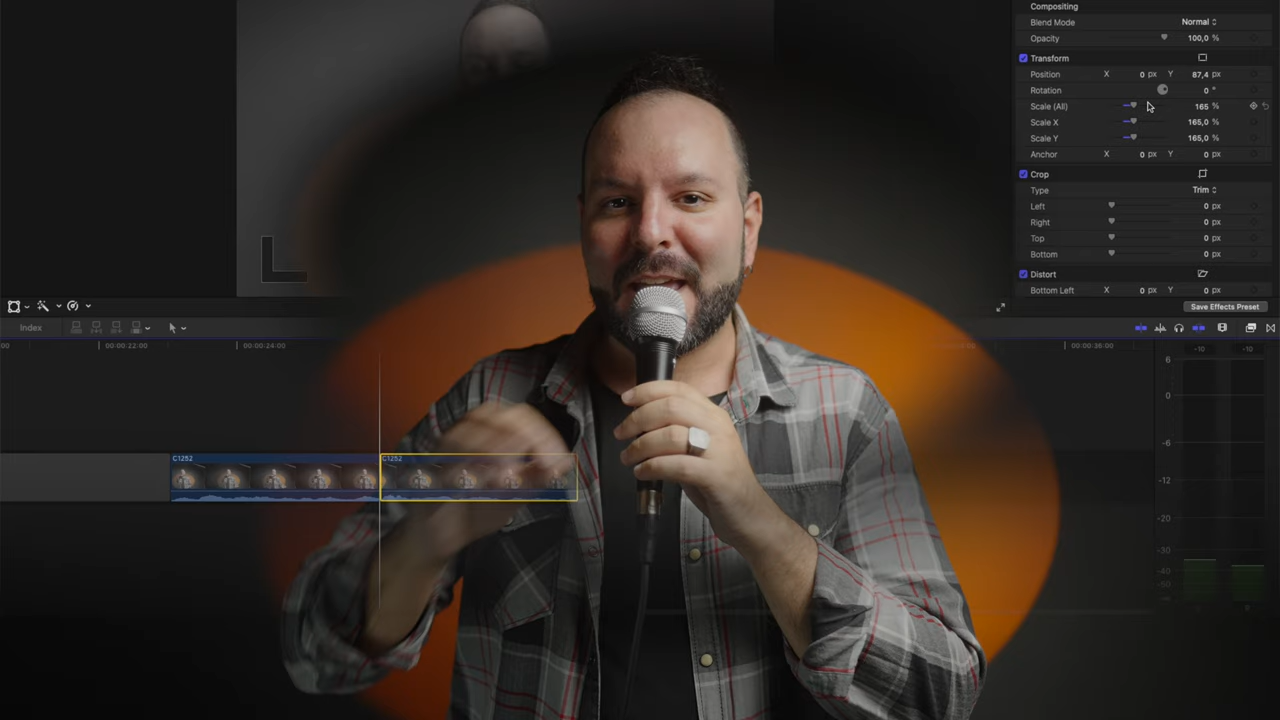 Compositing
Blend Mode Normal
Opacity 100,0 %
Transform
Position X 0 px Y 87,4 px
Rotation 0 °
Scale (All) 165 %
Scale X 165,0 %
Scale Y 165,0 %
Anchor X 0 px Y 0 px
Crop
Type Trim
Left 0 px
Right 0 px
Top 0 px
Bottom 0 px
Distort
Bottom Left X 0 px Y 0 px
Save Effects Preset
Index
00 00:00:22:00 00:00:24:00 00:00:36:00
-10 -10
6
0
-6
-12
-20
-30
-40
-50
C1252 C1252